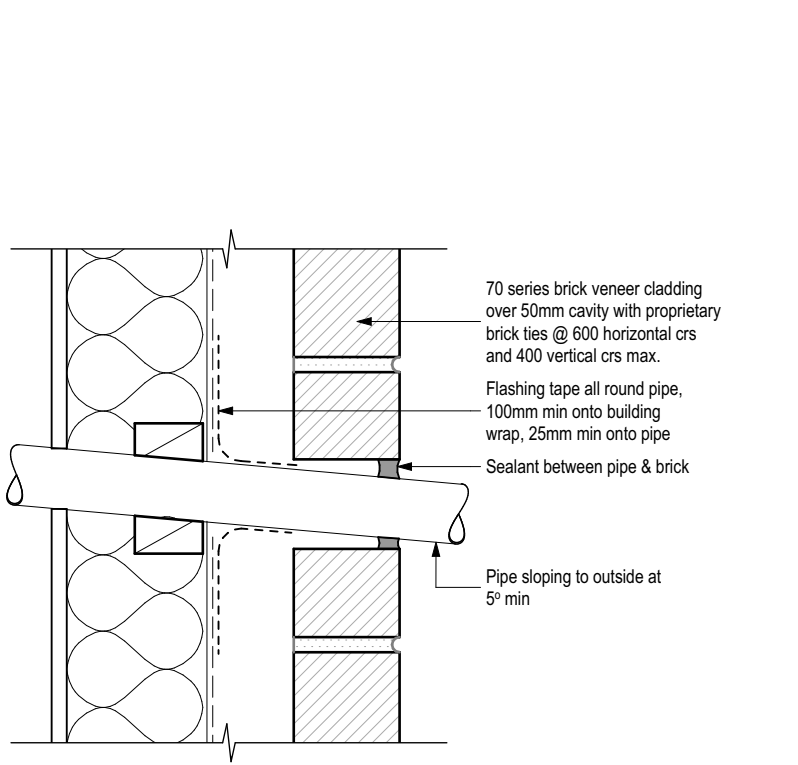 70 series brick veneer cladding
over 50mm cavity with proprietary
brick ties @ 600 horizontal crs
and 400 vertical crs max.
Flashing tape all round pipe,
100mm min onto building
wrap, 25mm min onto pipe
Sealant between pipe & brick
Pipe sloping to outside at
5º min